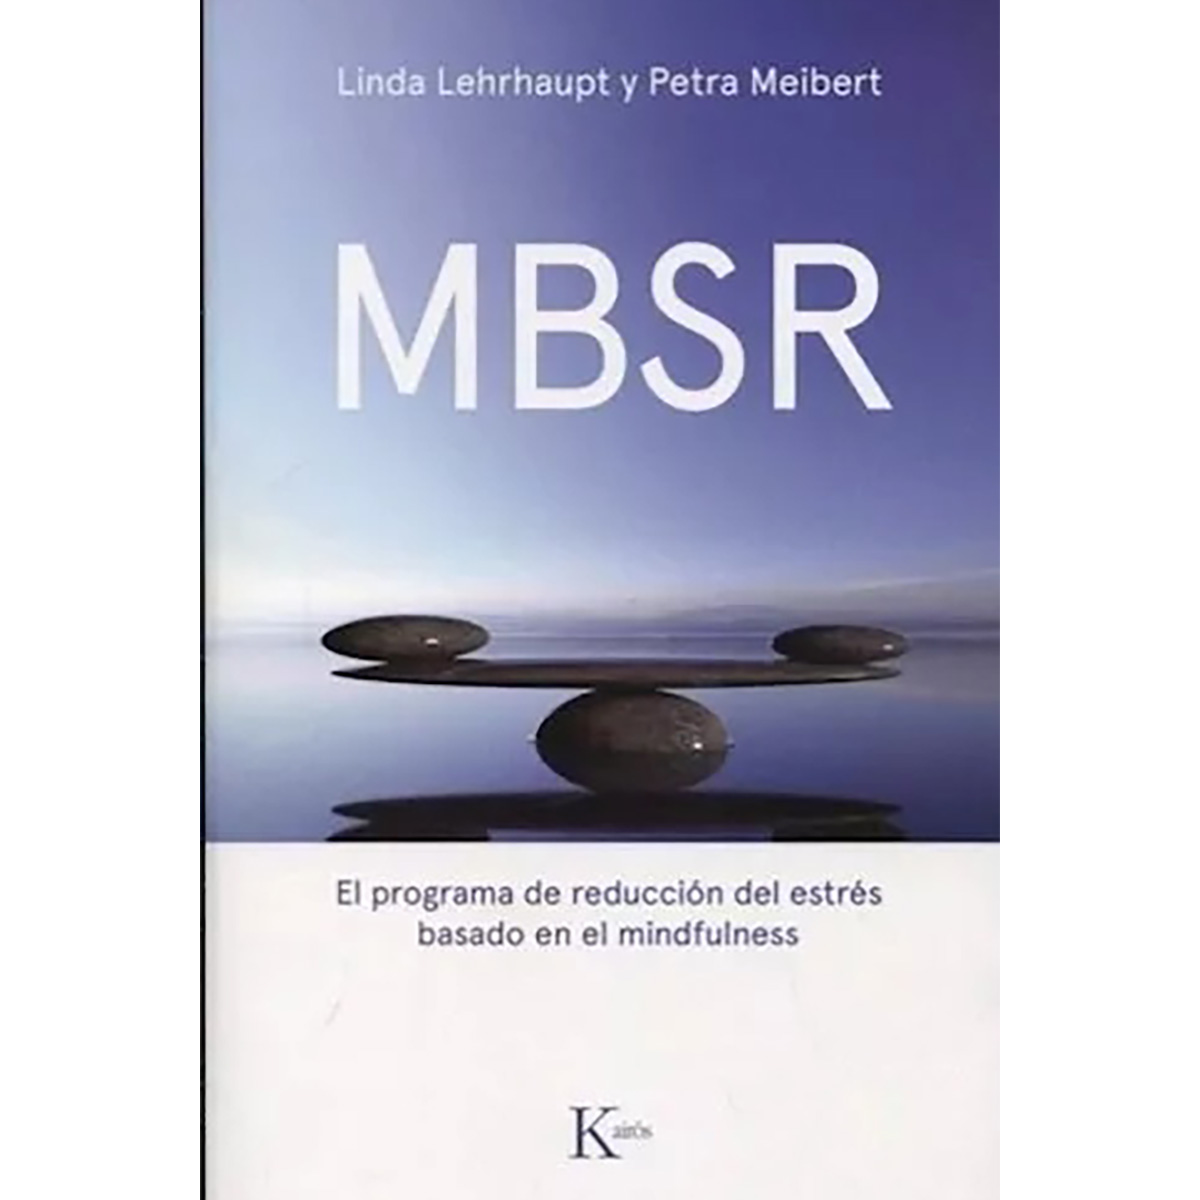 Linda Lehrhaupt y Petra Meibert
MBSR
El programa de reducción del estrés
basado en el mindfulness
Kairós